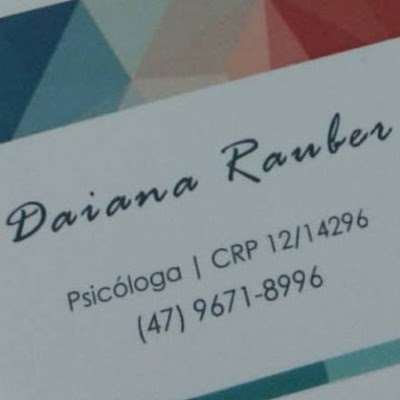 Daiana Rauber
Psicóloga | CRP 12/14296
(47) 9671-8996